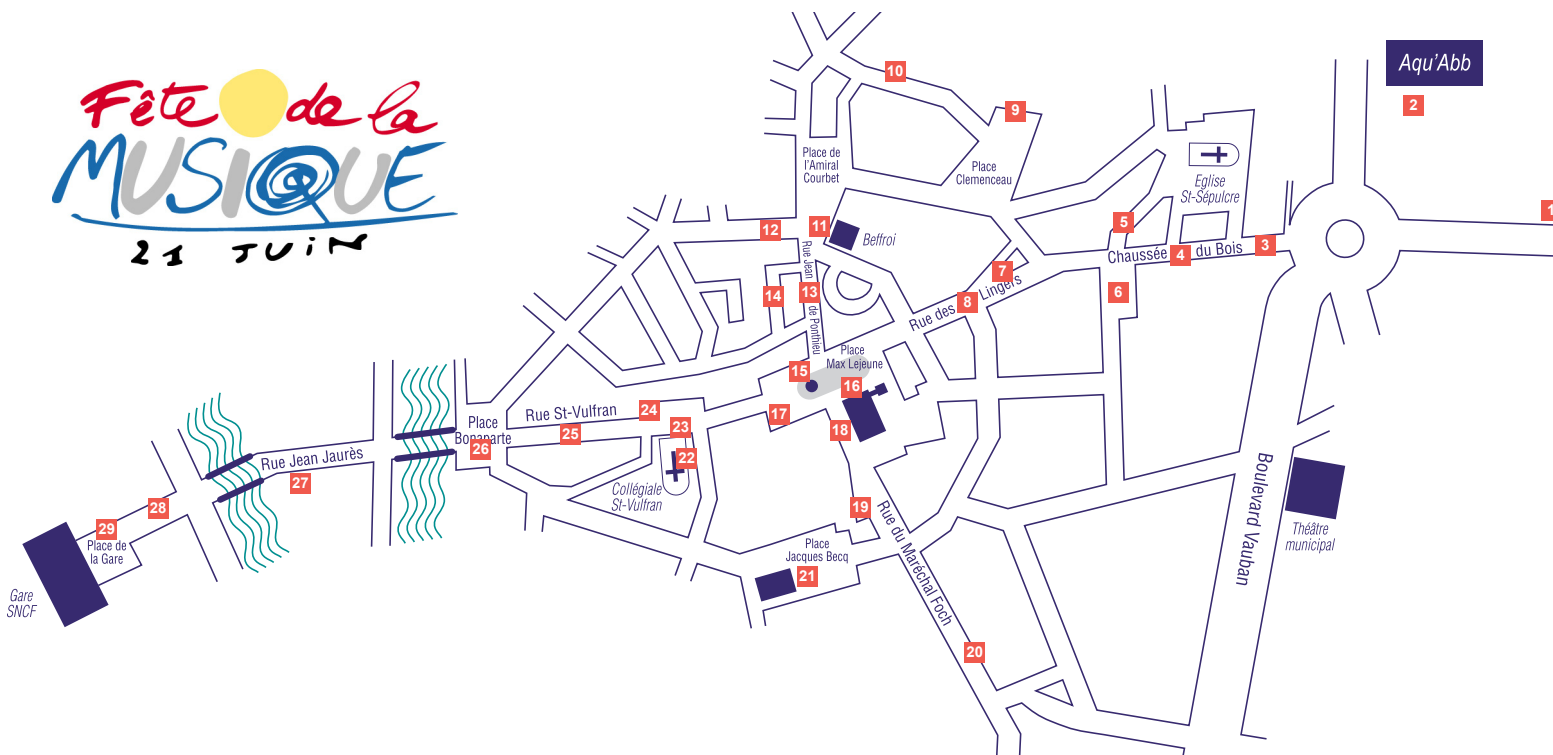 Fête de la
MUSIQUE
21 JUiN
Aqu'Abb
2
1
10
9
Place de
l'Amiral
Courbet
Place
Clemenceau
Eglise
St-Sépulcre
11
Beffroi
12
5
3
4
Chaussée du Bois
6
7
8
Rue des Lingers
Rue Jean de Ponthieu
13
14
Place
Max Lejeune
15
16
17
18
Rue St-Vulfran
24
23
25
22
Collégiale
St-Vulfran
Place
Bonaparte
26
Rue Jean Jaurès
27
28
29
Place de
la Gare
Gare
SNCF
19
Rue du Maréchal Foch
20
Place
Jacques Becq
21
Boulevard Vauban
Théâtre
municipal